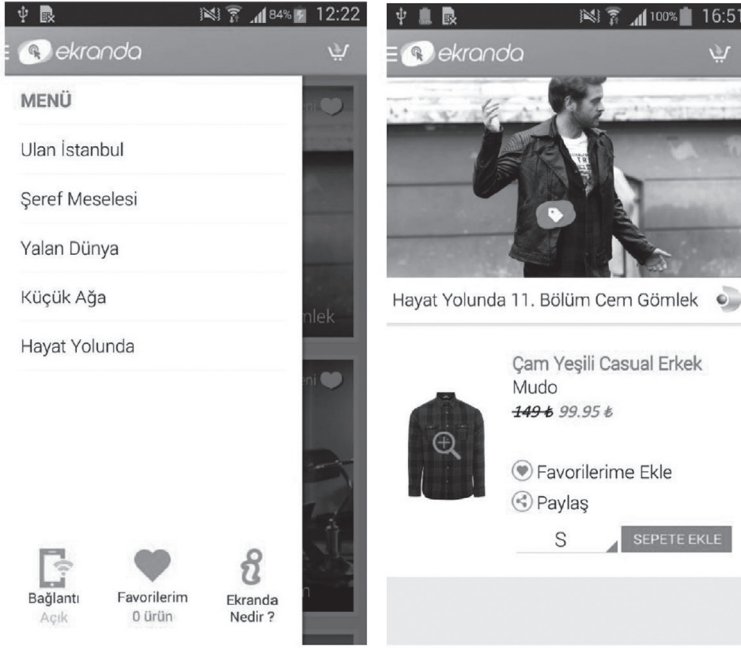 84% 12:22
ekranda
MENÜ
Ulan İstanbul
Şeref Meselesi
Yalan Dünya
Küçük Ağa
Hayat Yolunda
Bağlantı
Açık
Favorilerim
0 ürün
Ekranda
Nedir ?
100% 16:51
ekranda
Hayat Yolunda 11. Bölüm Cem Gömlek
Çam Yeşili Casual Erkek
Mudo
149 ₺ 99.95 ₺
Favorilerime Ekle
Paylaş
S
SEPETE EKLE